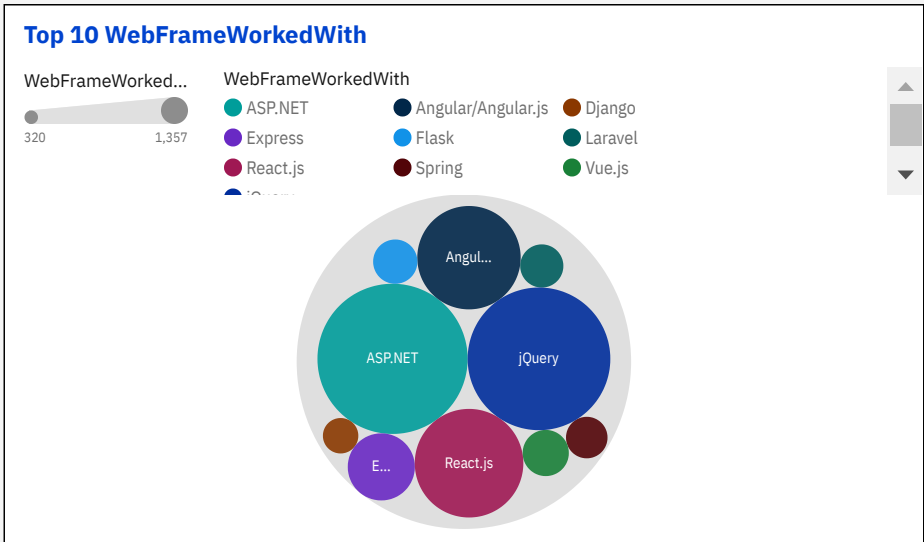 Top 10 WebFrameWorkedWith
WebFrameWorked...
320 1,357
WebFrameWorkedWith
ASP.NET Angular/Angular.js Django
Express Flask Laravel
React.js Spring Vue.js
jQuery
Angul...
ASP.NET jQuery
E... React.js